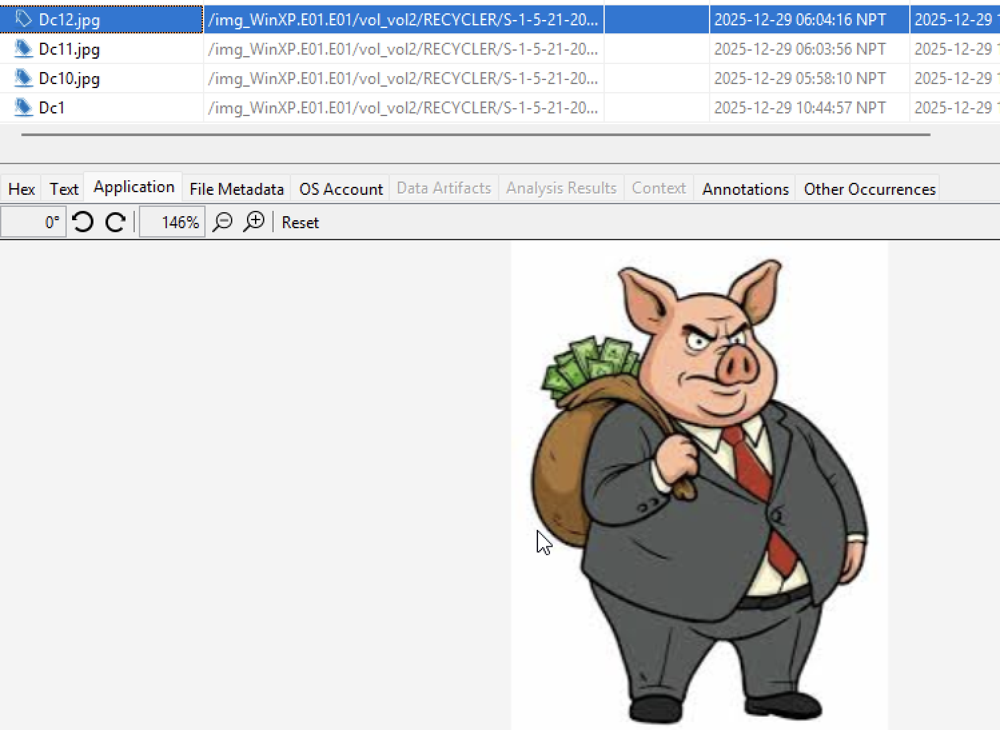 Dc12.jpg /img_WinXP.E01.E01/vol_vol2/RECYCLER/S-1-5-21-20... 2025-12-29 06:04:16 NPT 2025-12-29
Dc11.jpg /img_WinXP.E01.E01/vol_vol2/RECYCLER/S-1-5-21-20... 2025-12-29 06:03:56 NPT 2025-12-29
Dc10.jpg /img_WinXP.E01.E01/vol_vol2/RECYCLER/S-1-5-21-20... 2025-12-29 05:58:10 NPT 2025-12-29
Dc1 /img_WinXP.E01.E01/vol_vol2/RECYCLER/S-1-5-21-20... 2025-12-29 10:44:57 NPT 2025-12-29
Hex Text Application File Metadata OS Account Data Artifacts Analysis Results Context Annotations Other Occurrences
0° 146% Reset